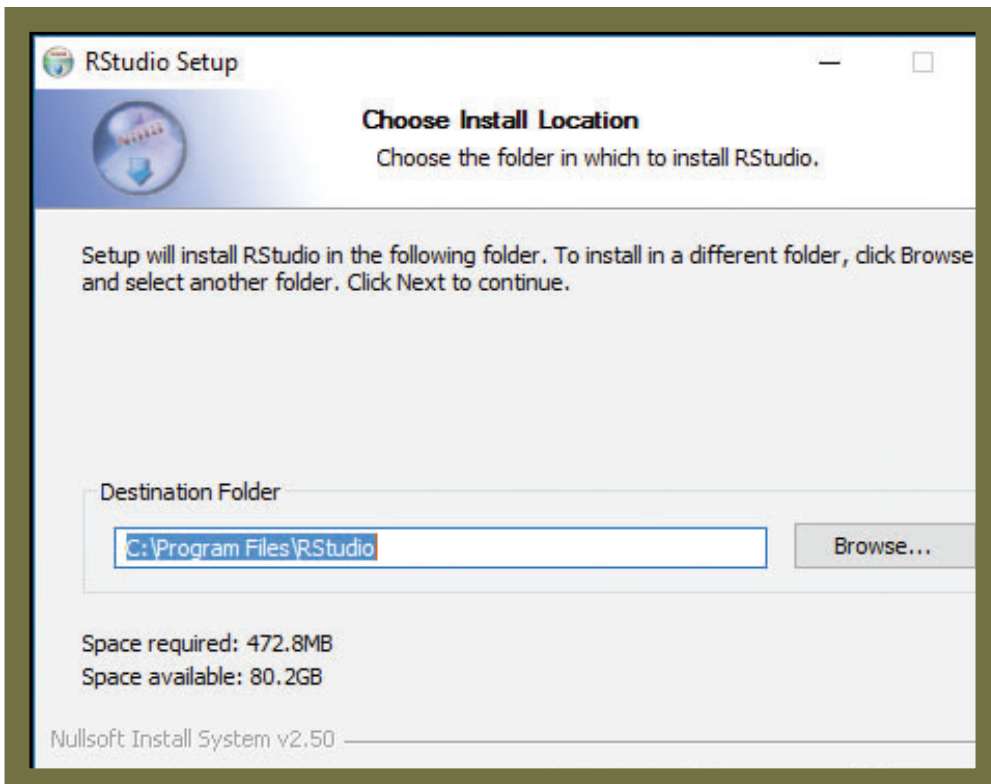 RStudio Setup
Choose Install Location
Choose the folder in which to install RStudio.
Setup will install RStudio in the following folder. To install in a different folder, click Browse
and select another folder. Click Next to continue.
Destination Folder
C:\Program Files\RStudio
Browse...
Space required: 472.8MB
Space available: 80.2GB
Nullsoft Install System v2.50